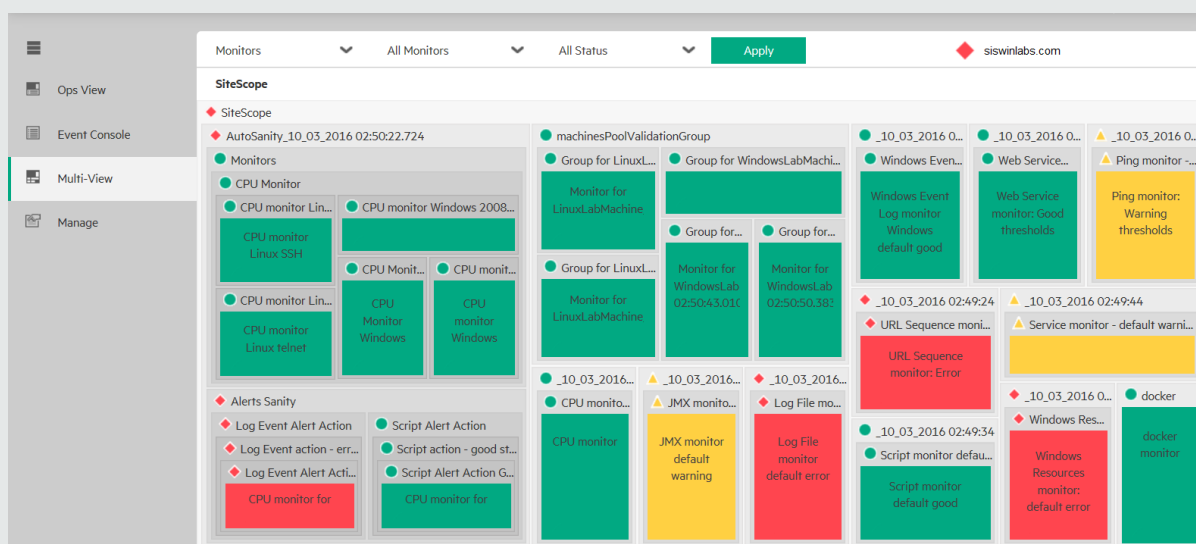 Monitors
All Monitors
All Status
Apply
siswinlabs.com
Ops View
Event Console
Multi-View
Manage
SiteScope
SiteScope
AutoSanity_10_03_2016 02:50:22.724
Monitors
CPU Monitor
CPU monitor Lin...
CPU monitor
Linux SSH
CPU monitor Windows 2008...
CPU Monit...
CPU
Monitor
Windows
CPU monit...
CPU
monitor
Windows
CPU monitor Lin...
CPU monitor
Linux telnet
Alerts Sanity
Log Event Alert Action
Log Event action - err...
Log Event Alert Acti...
CPU monitor for
Script Alert Action
Script action - good st...
Script Alert Action G...
CPU monitor for
machinesPoolValidationGroup
Group for LinuxL...
Monitor for
LinuxLabMachine
Group for WindowsLabMachi...
Group for...
Monitor for
WindowsLab
02:50:43.010
Group for...
Monitor for
WindowsLab
02:50:50.383
Group for LinuxL...
Monitor for
LinuxLabMachine
_10_03_2016...
CPU monito...
CPU monitor
_10_03_2016...
JMX monito...
JMX monitor
default
warning
_10_03_2016...
Log File mo...
Log File
monitor
default error
_10_03_2016 0...
Windows Even...
Windows Event
Log monitor
Windows
default good
_10_03_2016 0...
Web Service...
Web Service
monitor: Good
thresholds
_10_03_2016 0...
Ping monitor -...
Ping monitor:
Warning
thresholds
_10_03_2016 02:49:24
URL Sequence moni...
URL Sequence
monitor: Error
_10_03_2016 02:49:44
Service monitor - default warni...
_10_03_2016 02:49:34
Script monitor defau...
Script monitor
default good
_10_03_2016 0...
Windows Res...
Windows
Resources
monitor:
default error
docker
docker
monitor